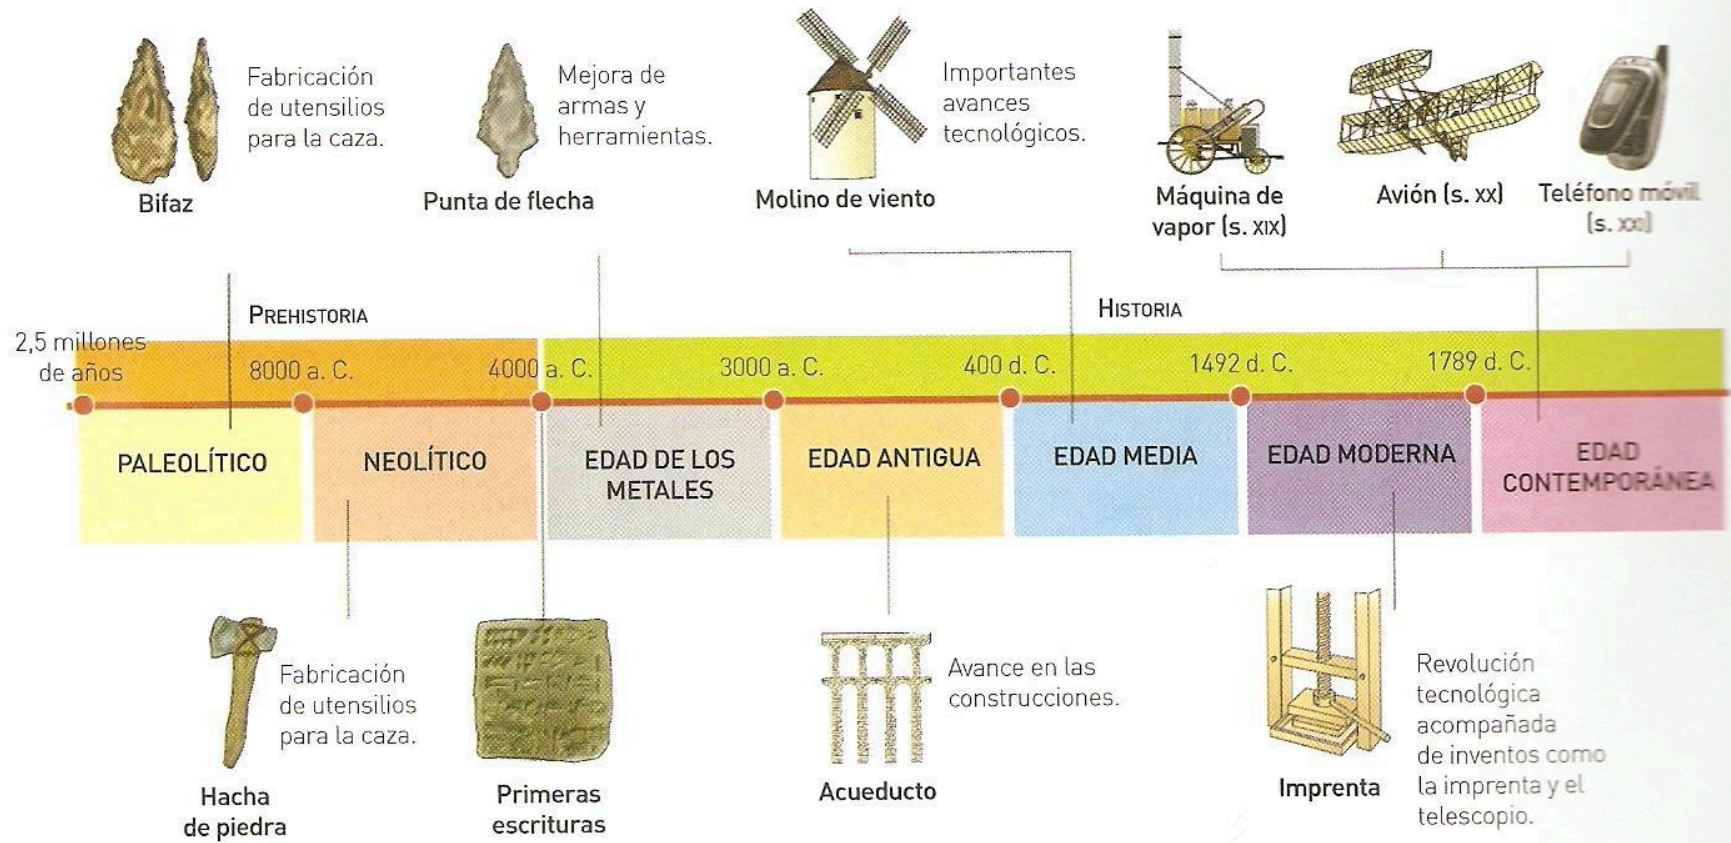 Fabricación
de utensilios
para la caza.
Bifaz
Mejora de
armas y
herramientas.
Punta de flecha
Importantes
avances
tecnológicos.
Molino de viento
Máquina de
vapor (s. XIX)
Avión (s. XX)
Teléfono móvil
(s. XXI)
PREHISTORIA
HISTORIA
2,5 millones
de años
8000 a. C.
4000 a. C.
3000 a. C.
400 d. C.
1492 d. C.
1789 d. C.
PALEOLÍTICO
NEOLÍTICO
EDAD DE LOS
METALES
EDAD ANTIGUA
EDAD MEDIA
EDAD MODERNA
EDAD
CONTEMPORÁNEA
Hacha
de piedra
Fabricación
de utensilios
para la caza.
Primeras
escrituras
Acueducto
Avance en las
construcciones.
Imprenta
Revolución
tecnológica
acompañada
de inventos como
la imprenta y el
telescopio.